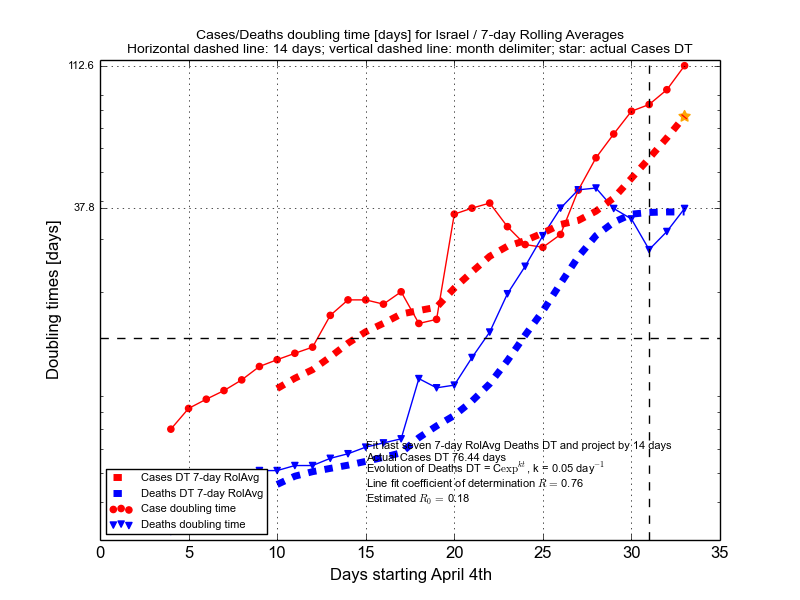 Cases/Deaths doubling time [days] for Israel / 7-day Rolling Averages
Horizontal dashed line: 14 days; vertical dashed line: month delimiter; star: actual Cases DT
112.6
37.8
Doubling times [days]
Fit last seven 7-day RolAvg Deaths DT and project by 14 days
Actual Cases DT 76.44 days
Evolution of Deaths DT = C exp^{kt}, k = 0.05 day^{-1}
Line fit coefficient of determination R = 0.76
Estimated R_0 = 0.18
Cases DT 7-day RolAvg
Deaths DT 7-day RolAvg
Case doubling time
Deaths doubling time
0 5 10 15 20 25 30 35
Days starting April 4th